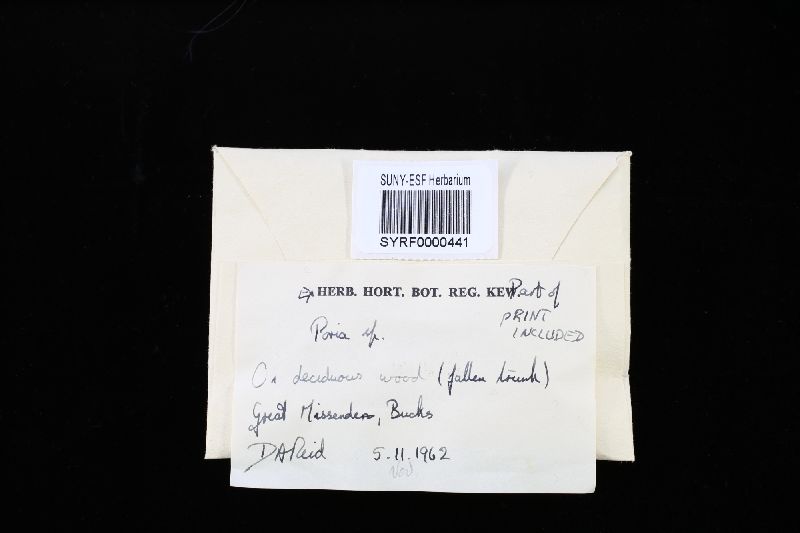 SUNY-ESF Herbarium
SYRF0000441
HERB. HORT. BOT. REG. KEW
Part of
PRINT
INCLUDED
Poria sp.
On deciduous wood (fallen trunk)
Great Missenden, Bucks
DAReid 5.11.1962
Nov